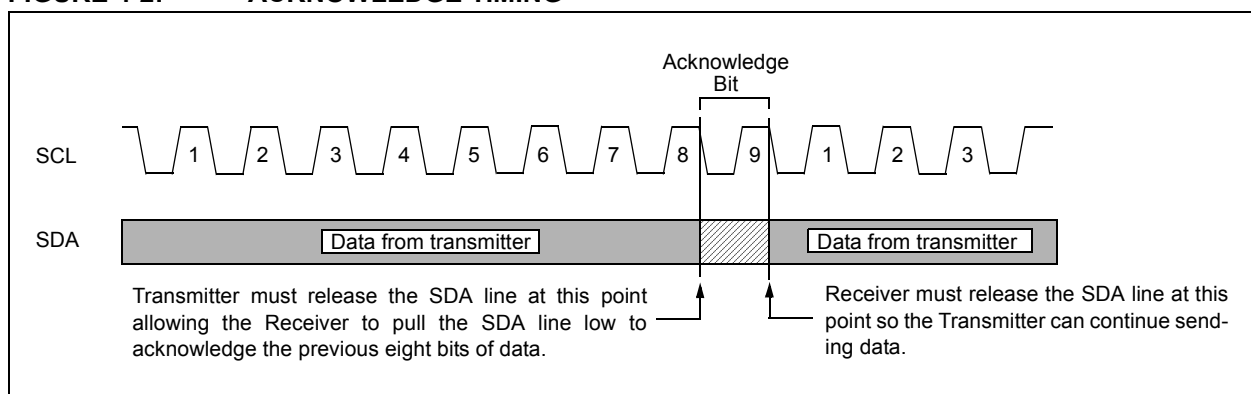 FIGURE 4-2: ACKNOWLEDGE TIMING
Acknowledge
Bit
SCL
1 2 3 4 5 6 7 8 9 1 2 3
SDA
Data from transmitter
Data from transmitter
Transmitter must release the SDA line at this point
allowing the Receiver to pull the SDA line low to
acknowledge the previous eight bits of data.
Receiver must release the SDA line at this
point so the Transmitter can continue send-
ing data.